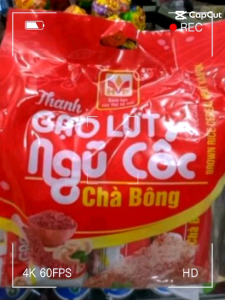 CapCut
REC
Thanh
GẠO LỨT
Ngũ Cốc
Chà Bông
BROWN RICE
4K 60FPS
HD